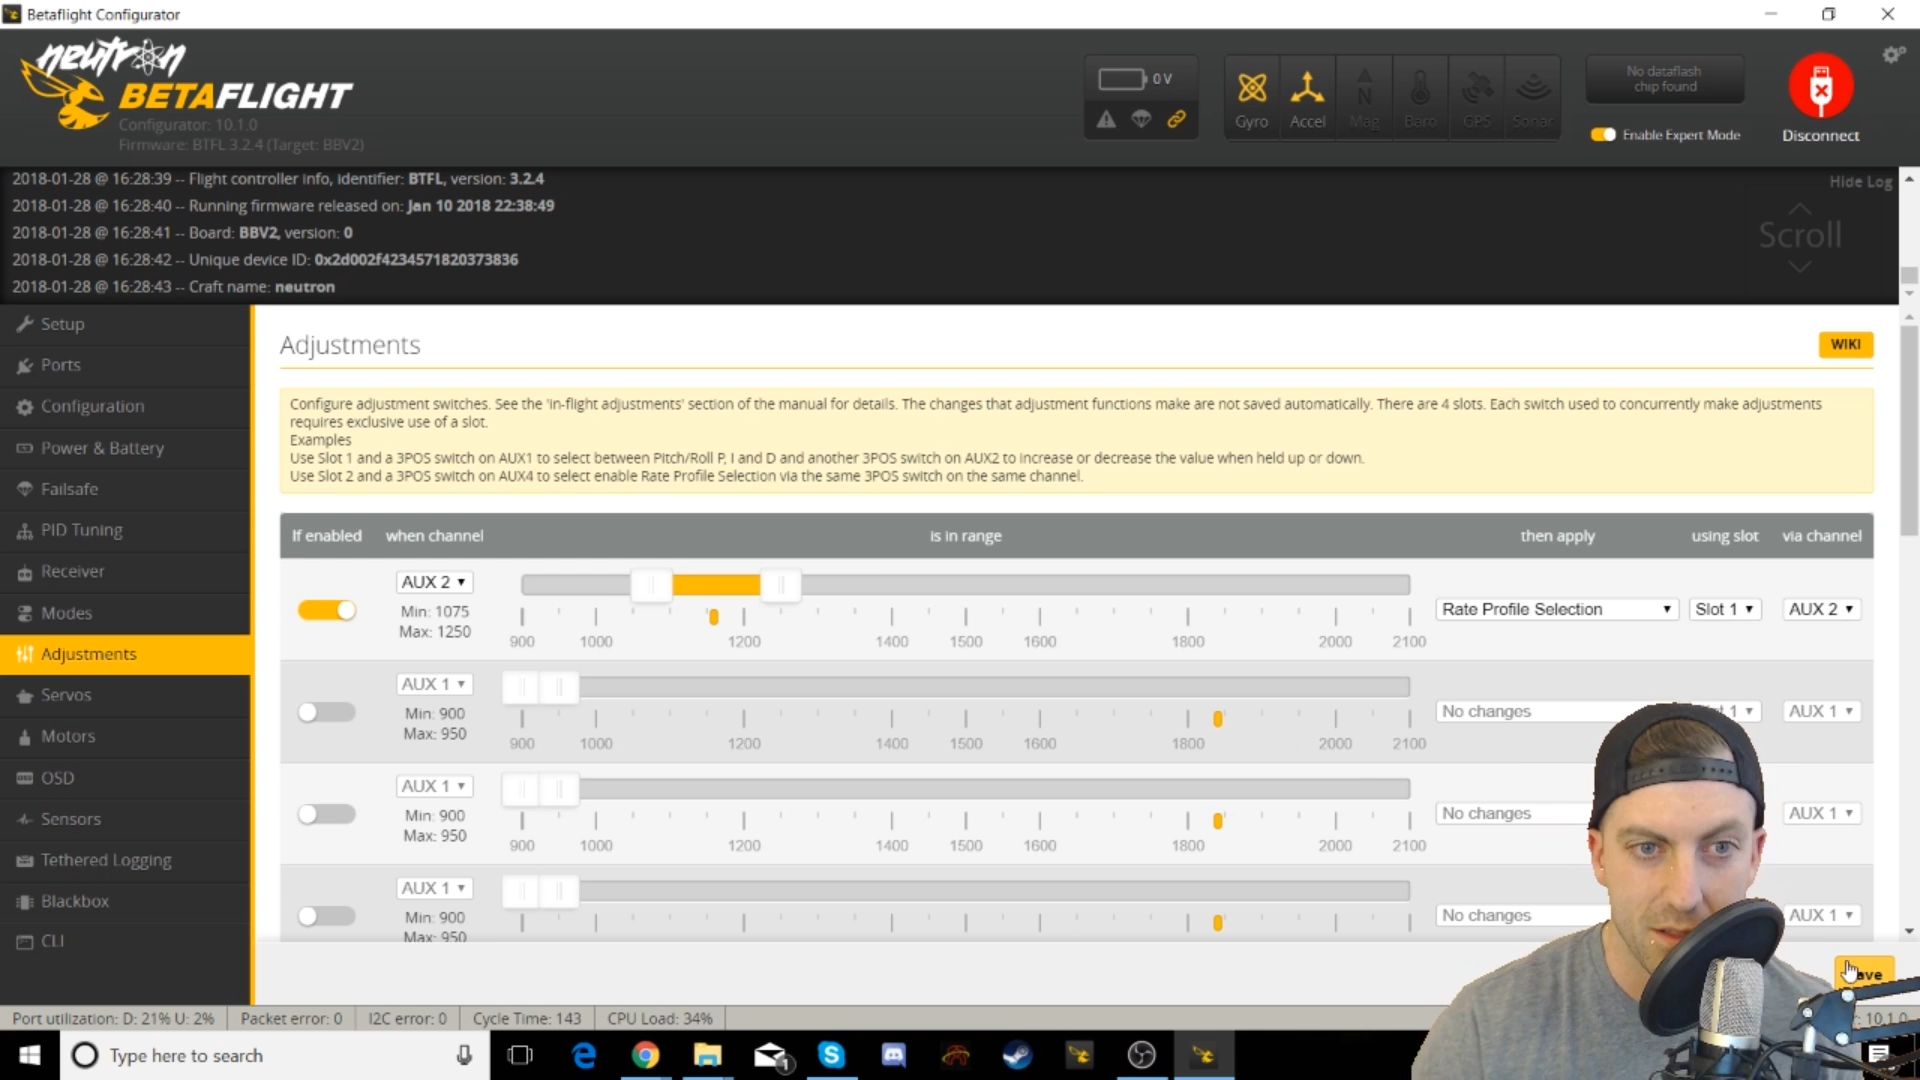 Betaflight Configurator
neutron
BETAFLIGHT
Configurator: 10.1.0
Firmware: BTFL 3.2.4 (Target: BBV2)
0 V
Gyro
Accel
Mag
Baro
GPS
Sonar
No dataflash
chip found
Enable Expert Mode
Disconnect
2018-01-28 @ 16:28:39 -- Flight controller info, identifier: BTFL, version: 3.2.4
2018-01-28 @ 16:28:40 -- Running firmware released on: Jan 10 2018 22:38:49
2018-01-28 @ 16:28:41 -- Board: BBV2, version: 0
2018-01-28 @ 16:28:42 -- Unique device ID: 0x2d002f4234571820373836
2018-01-28 @ 16:28:43 -- Craft name: neutron
Hide Log
Scroll
Setup
Ports
Configuration
Power & Battery
Failsafe
PID Tuning
Receiver
Modes
Adjustments
Servos
Motors
OSD
Sensors
Tethered Logging
Blackbox
CLI
Adjustments
WIKI
Configure adjustment switches. See the 'in-flight adjustments' section of the manual for details. The changes that adjustment functions make are not saved automatically. There are 4 slots. Each switch used to concurrently make adjustments
requires exclusive use of a slot.
Examples
Use Slot 1 and a 3POS switch on AUX1 to select between Pitch/Roll P, I and D and another 3POS switch on AUX2 to increase or decrease the value when held up or down.
Use Slot 2 and a 3POS switch on AUX4 to select enable Rate Profile Selection via the same 3POS switch on the same channel.
If enabled when channel is in range then apply using slot via channel
AUX 2
Min: 1075
Max: 1250
900 1000 1200 1400 1500 1600 1800 2000 2100
Rate Profile Selection Slot 1 AUX 2
AUX 1
Min: 900
Max: 950
900 1000 1200 1400 1500 1600 1800 2000 2100
No changes 1 AUX 1
AUX 1
Min: 900
Max: 950
900 1000 1200 1400 1500 1600 1800 2000 2100
No changes AUX 1
AUX 1
Min: 900
Max: 950
No changes AUX 1
Port utilization: D: 21% U: 2% Packet error: 0 I2C error: 0 Cycle Time: 143 CPU Load: 34%
10.1.0
Type here to search
1